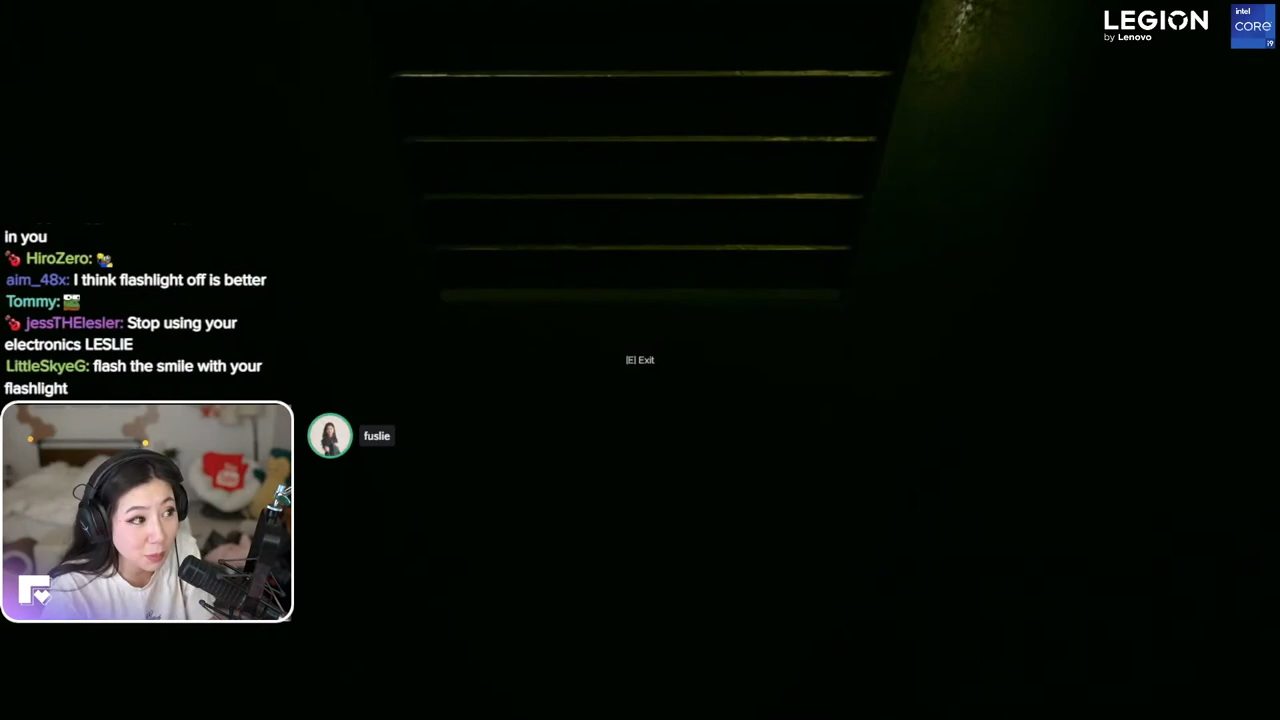 LEGION
by Lenovo
intel
CORE
i9
in you
HiroZero:
aim_48x: I think flashlight off is better
Tommy:
jessTHElesler: Stop using your
electronics LESLIE
LittleSkyeG: flash the smile with your
flashlight
[E] Exit
fuslie